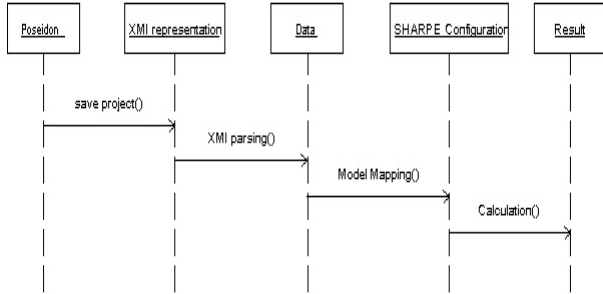 Poseidon
XMI representation
Data
SHARPE Configuration
Result
save project()
XMI parsing()
Model Mapping()
Calculation()